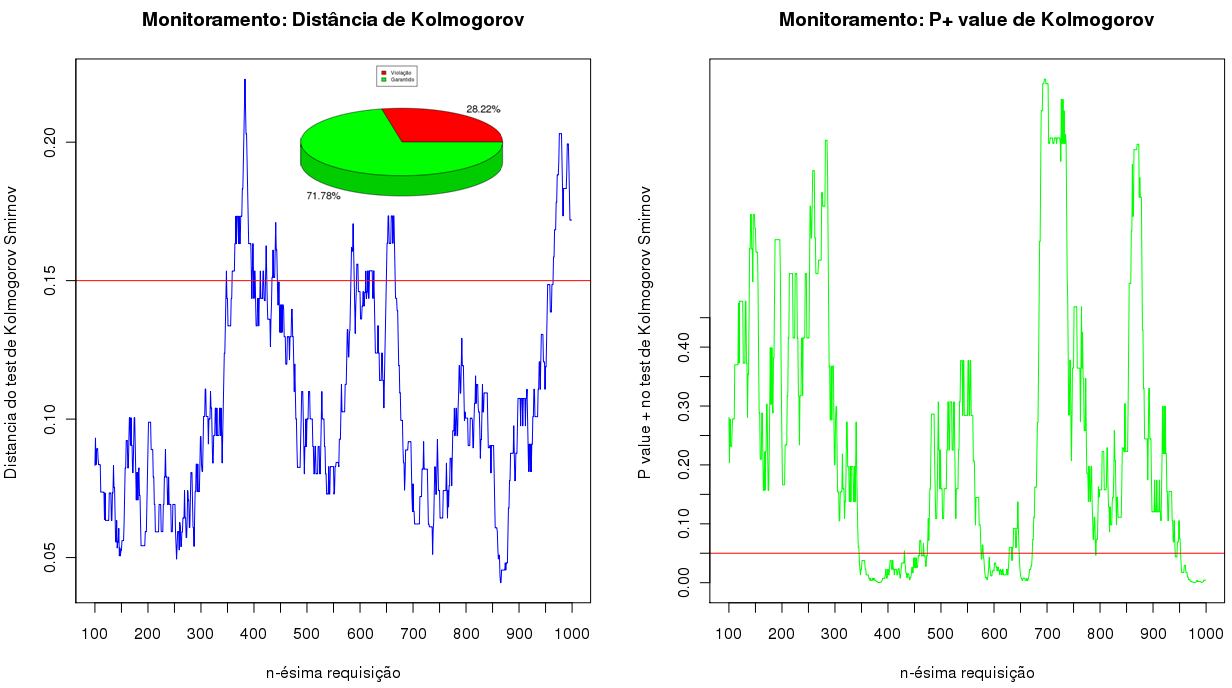 Monitoramento: Distância de Kolmogorov
Distancia do test de Kolmogorov Smirnov
0.20
0.15
0.10
0.05
Violação
Garantido
28.22%
71.78%
100 200 300 400 500 600 700 800 900 1000
n-ésima requisição
Monitoramento: P+ value de Kolmogorov
P value + no test de Kolmogorov Smirnov
0.40
0.30
0.20
0.10
0.00
100 200 300 400 500 600 700 800 900 1000
n-ésima requisição